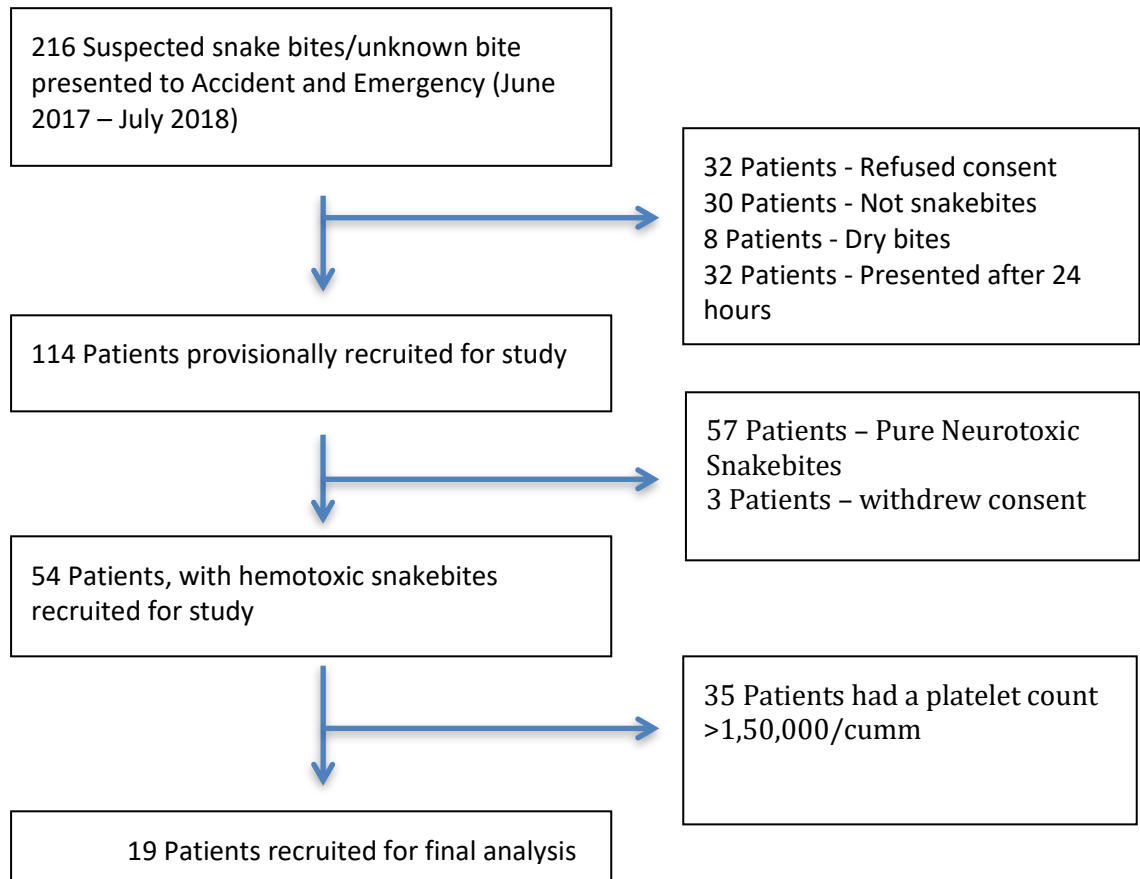 216 Suspected snake bites/unknown bite
presented to Accident and Emergency (June
2017 – July 2018)
32 Patients - Refused consent
30 Patients - Not snakebites
8 Patients - Dry bites
32 Patients - Presented after 24
hours
114 Patients provisionally recruited for study
57 Patients – Pure Neurotoxic
Snakebites
3 Patients – withdrew consent
54 Patients, with hemotoxic snakebites
recruited for study
35 Patients had a platelet count
>1,50,000/cumm
19 Patients recruited for final analysis